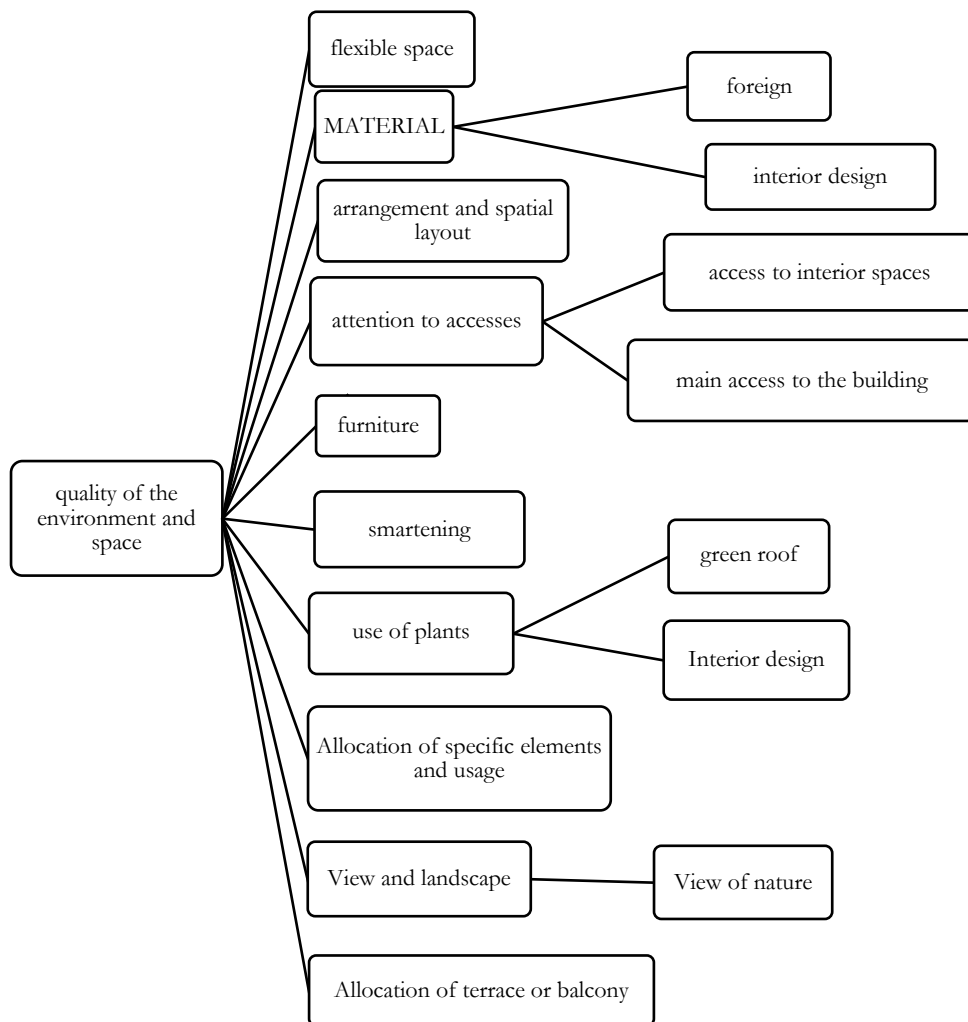 flexible space
foreign
MATERIAL
interior design
arrangement and spatial
layout
access to interior spaces
attention to accesses
main access to the building
furniture
quality of the
environment and
space
smartening
green roof
use of plants
Interior design
Allocation of specific elements
and usage
View and landscape
View of nature
Allocation of terrace or balcony